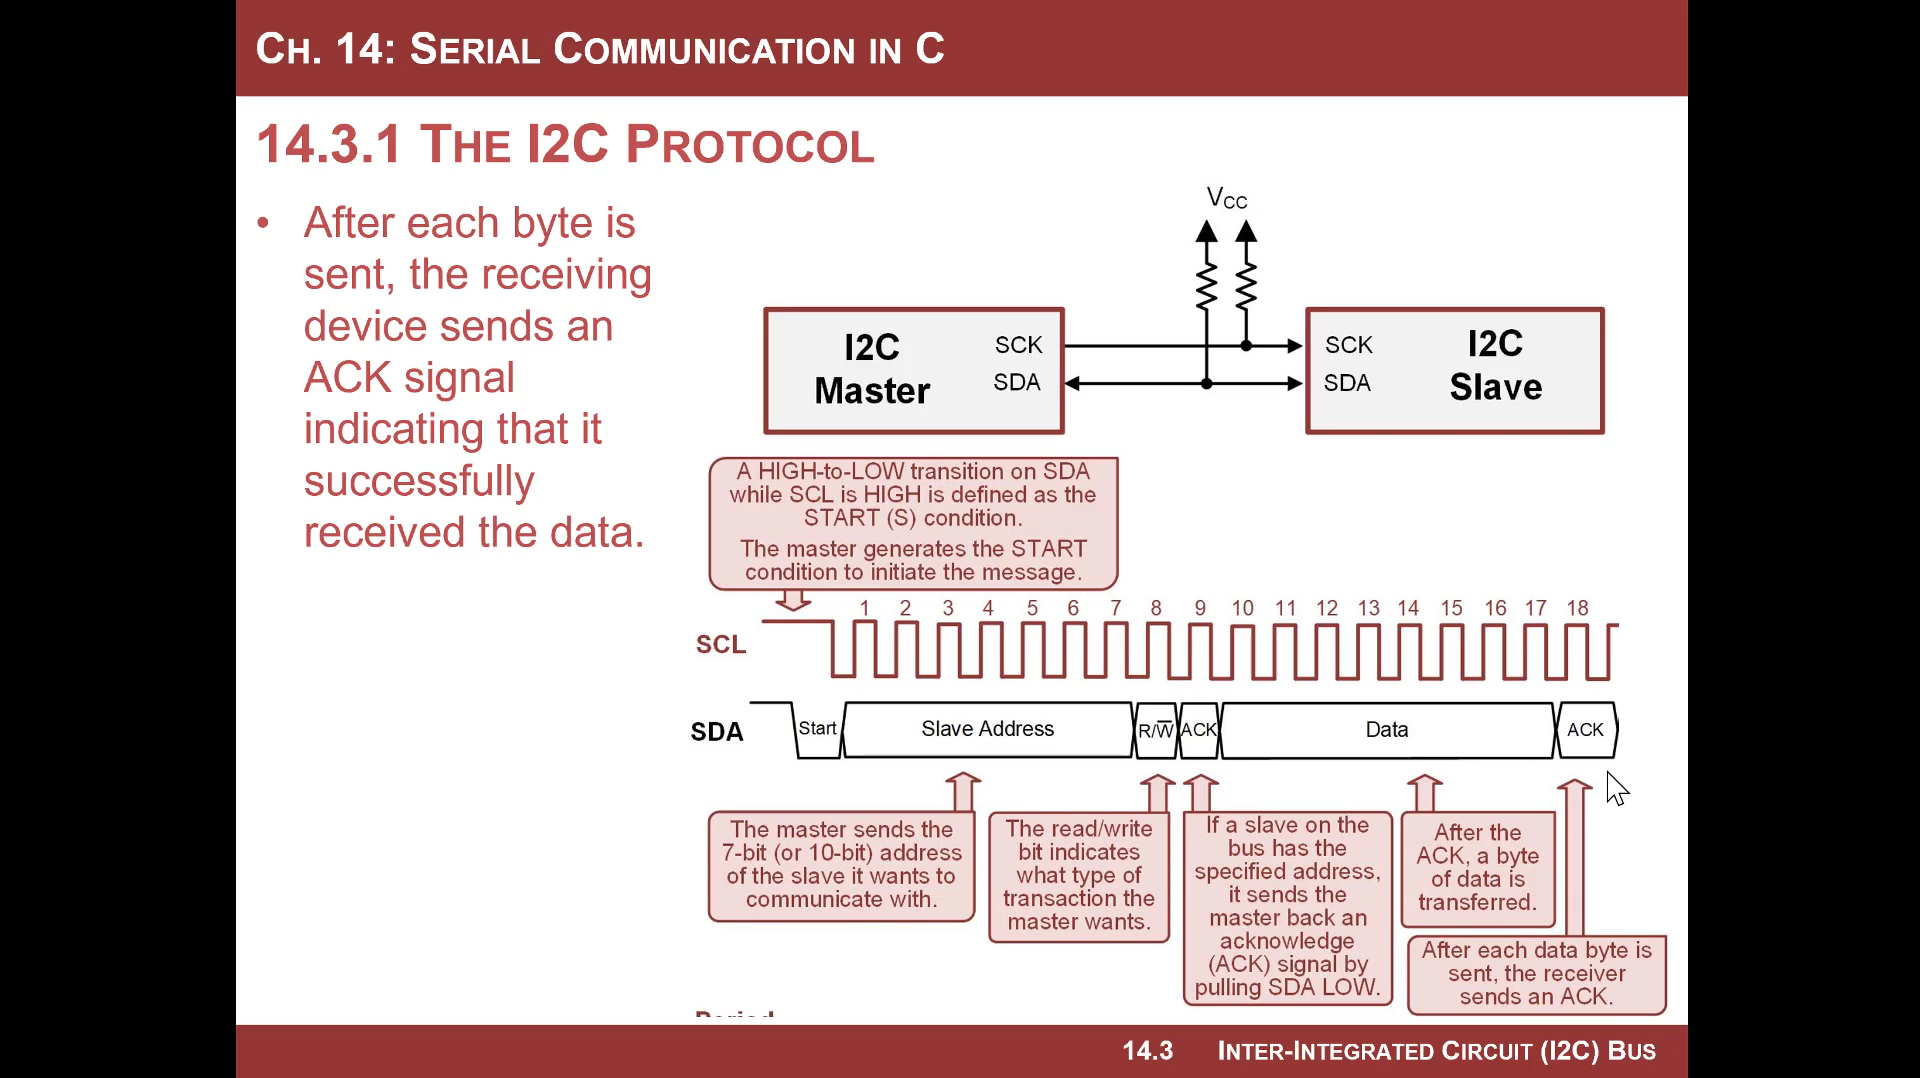 CH. 14: SERIAL COMMUNICATION IN C
14.3.1 THE I2C PROTOCOL
• After each byte is
sent, the receiving
device sends an
ACK signal
indicating that it
successfully
received the data.
VCC
I2C
Master
SCK
SDA
SCK
SDA
I2C
Slave
A HIGH-to-LOW transition on SDA
while SCL is HIGH is defined as the
START (S) condition.
The master generates the START
condition to initiate the message.
1 2 3 4 5 6 7 8 9 10 11 12 13 14 15 16 17 18
SCL
SDA Start Slave Address R/W̅ ACK Data ACK
The master sends the
7-bit (or 10-bit) address
of the slave it wants to
communicate with.
The read/write
bit indicates
what type of
transaction the
master wants.
If a slave on the
bus has the
specified address,
it sends the
master back an
acknowledge
(ACK) signal by
pulling SDA LOW.
After the
ACK, a byte
of data is
transferred.
After each data byte is
sent, the receiver
sends an ACK.
14.3 INTER-INTEGRATED CIRCUIT (I2C) BUS